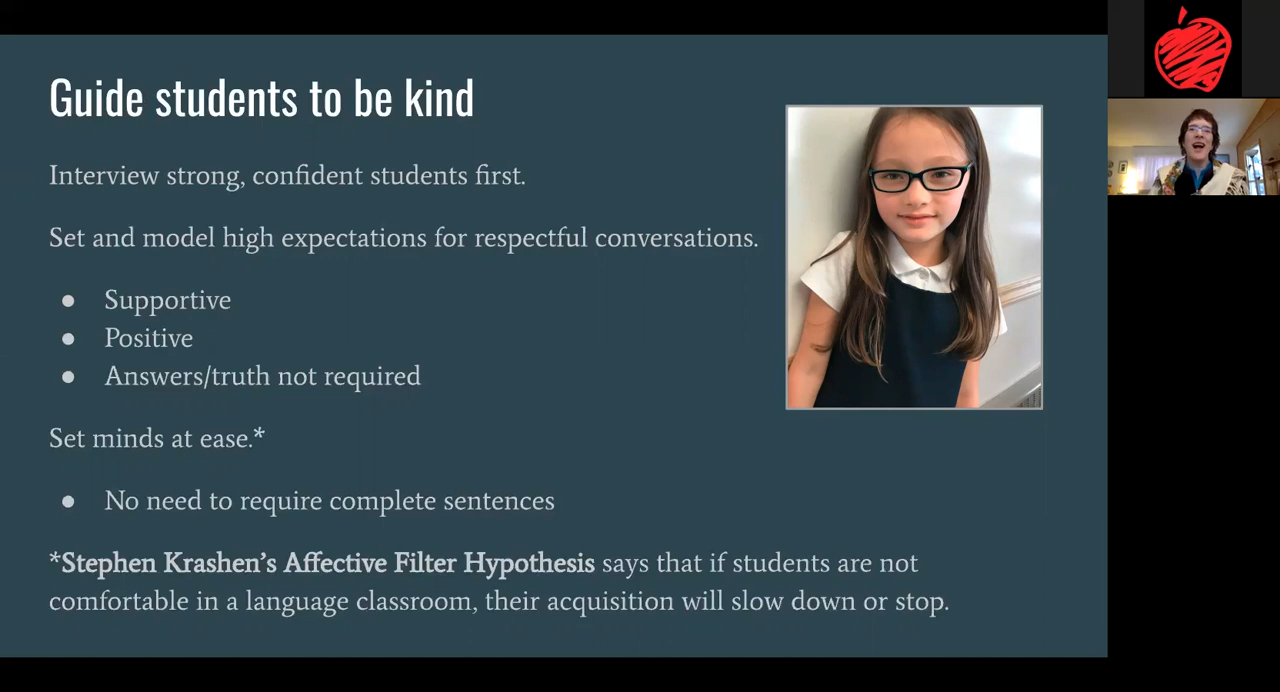 Guide students to be kind
Interview strong, confident students first.
Set and model high expectations for respectful conversations.
● Supportive
● Positive
● Answers/truth not required
Set minds at ease.*
● No need to require complete sentences
*Stephen Krashen’s Affective Filter Hypothesis says that if students are not
comfortable in a language classroom, their acquisition will slow down or stop.